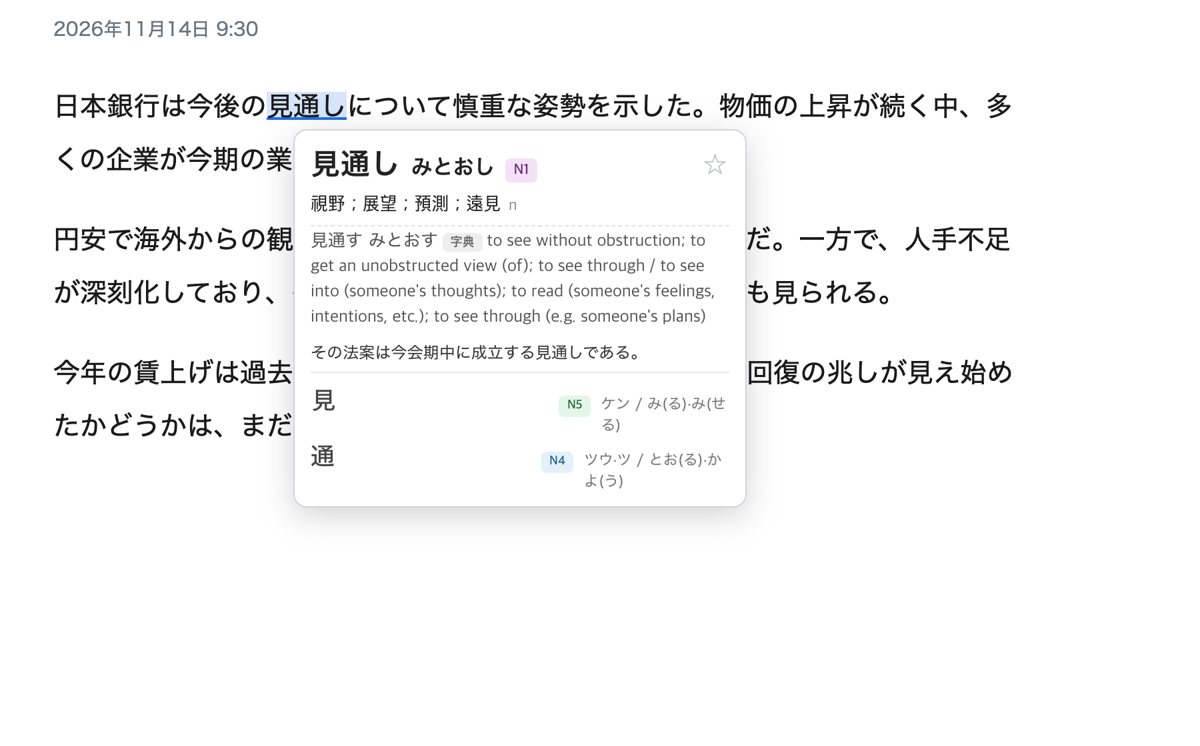 2026年11月14日 9:30
日本銀行は今後の見通しについて慎重な姿勢を示した。物価の上昇が続く中、多
くの企業が今期の業
円安で海外からの観
だ。一方で、人手不足
が深刻化しており、
も見られる。
今年の賃上げは過去
回復の兆しが見え始め
たかどうかは、まだ
見通し みとおし N1 ☆
視野；展望；預測；遠見 n
見通す みとおす 字典 to see without obstruction; to
get an unobstructed view (of); to see through / to see
into (someone's thoughts); to read (someone's feelings,
intentions, etc.); to see through (e.g. someone's plans)
その法案は今会期中に成立する見通しである。
見 N5 ケン / み(る)·み(せ
る)
通 N4 ツウ·ツ / とお(る)·か
よ(う)